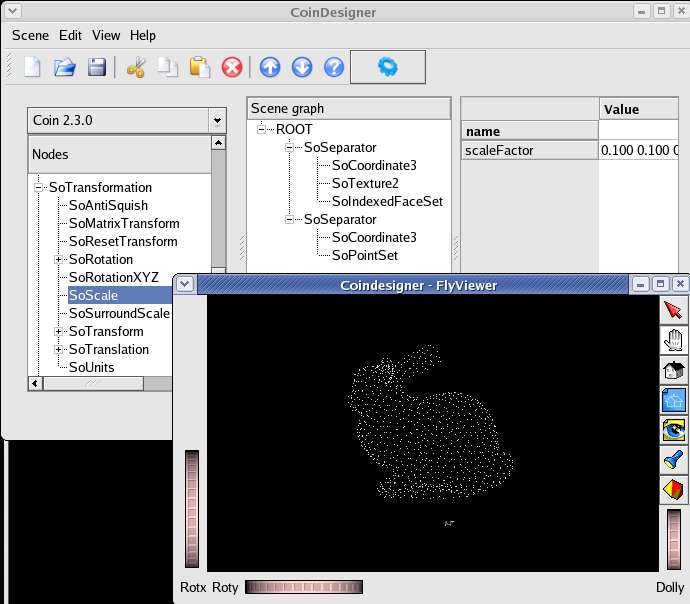 CoinDesigner
Scene Edit View Help
Coin 2.3.0
Nodes
SoTransformation
SoAntiSquish
SoMatrixTransform
SoResetTransform
SoRotation
SoRotationXYZ
SoScale
SoSurroundScale
SoTransform
SoTranslation
SoUnits
Scene graph
ROOT
SoSeparator
SoCoordinate3
SoTexture2
SoIndexedFaceSet
SoSeparator
SoCoordinate3
SoPointSet
Value
name
scaleFactor 0.100 0.100 0
Coindesigner - FlyViewer
Rotx Roty Dolly